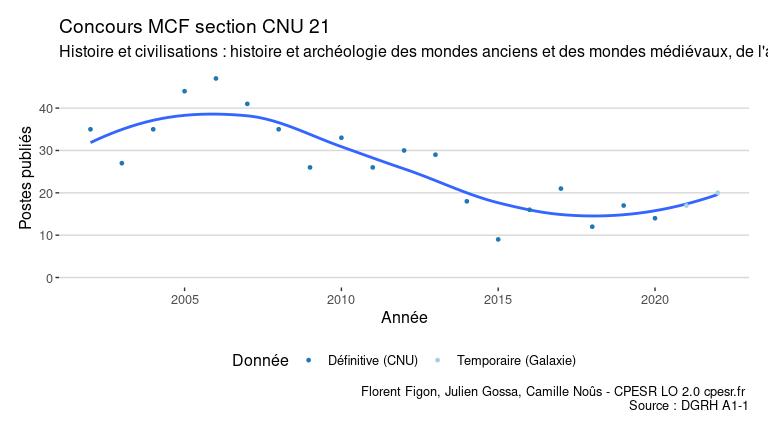 Concours MCF section CNU 21
Histoire et civilisations : histoire et archéologie des mondes anciens et des mondes médiévaux, de l'a
Postes publiés
40
30
20
10
0
2005 2010 2015 2020
Année
Donnée Définitive (CNU) Temporaire (Galaxie)
Florent Figon, Julien Gossa, Camille Noûs - CPESR LO 2.0 cpesr.fr
Source : DGRH A1-1